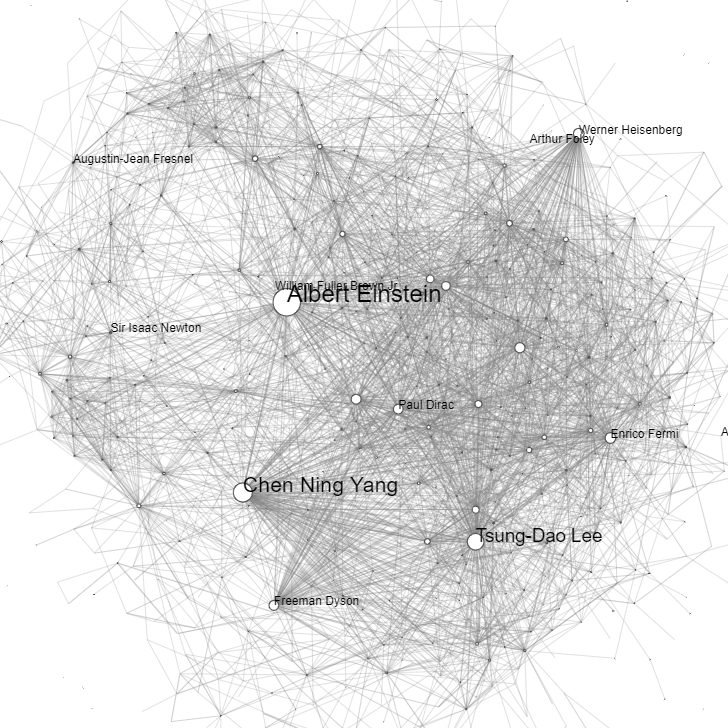 Werner Heisenberg
Arthur Foley
Augustin-Jean Fresnel
William Fuller Brown Jr.
Albert Einstein
Sir Isaac Newton
Paul Dirac
Enrico Fermi
A
Chen Ning Yang
Tsung-Dao Lee
Freeman Dyson